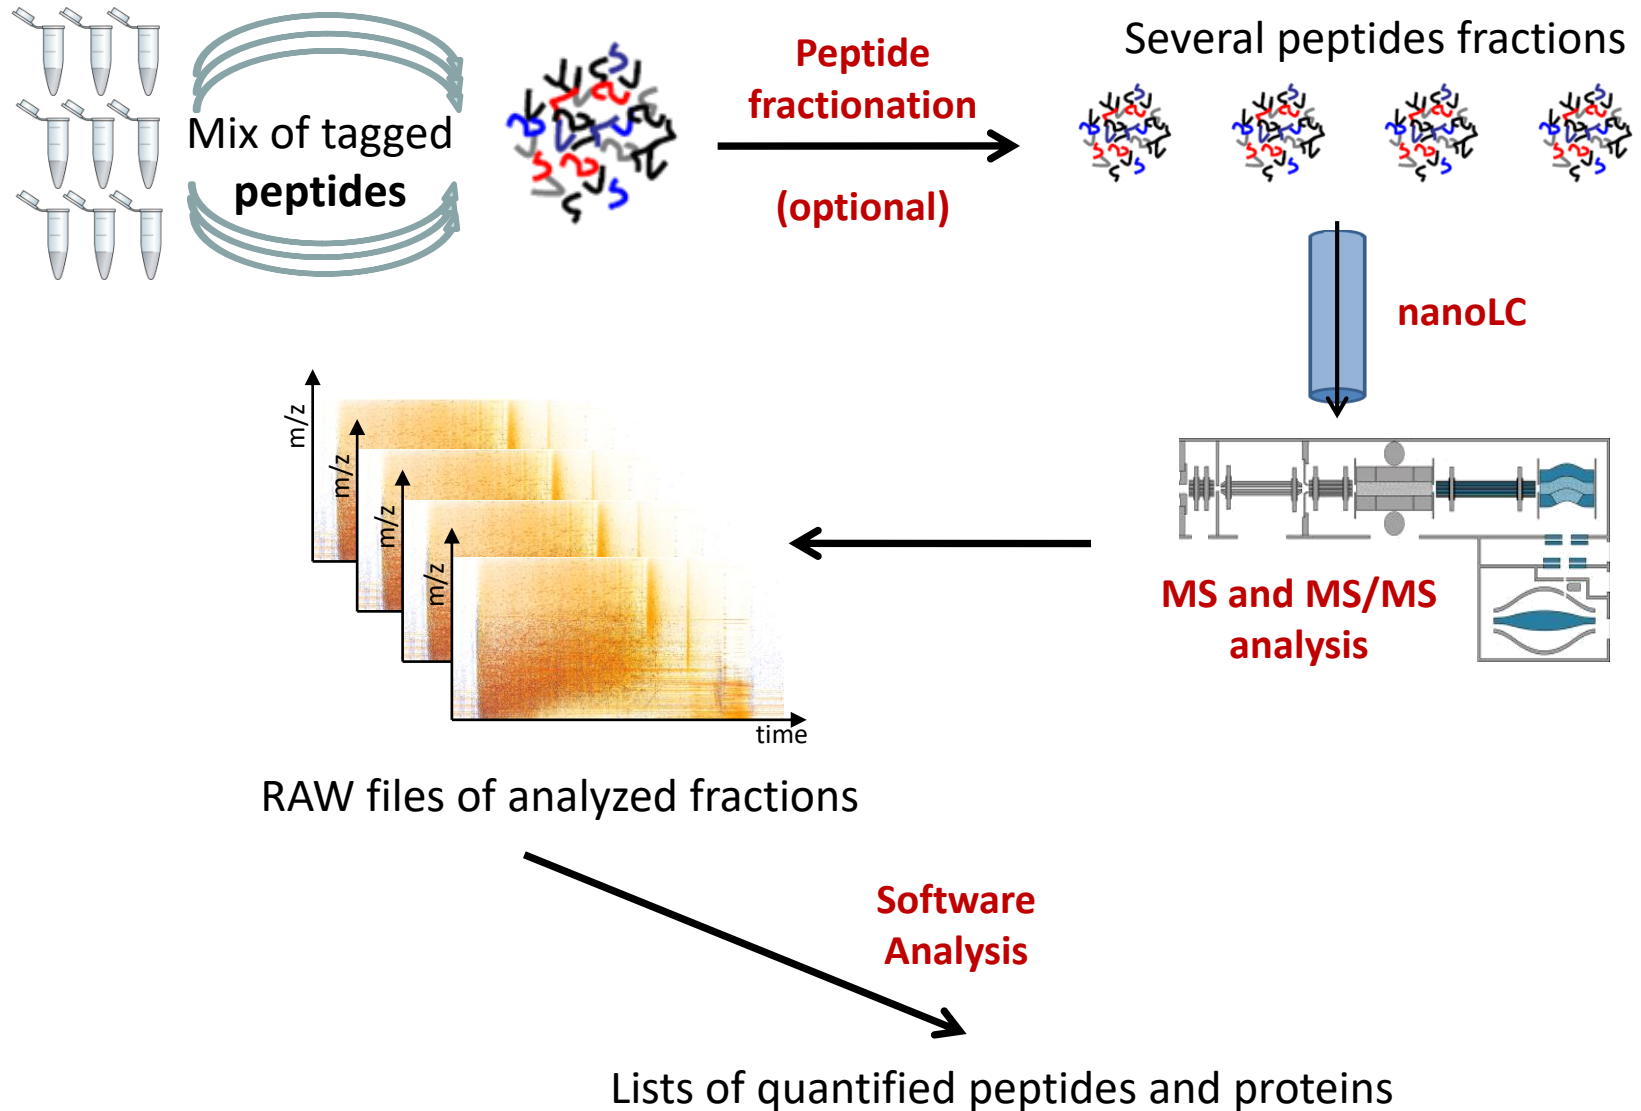 Mix of tagged
peptides
Peptide
fractionation
(optional)
Several peptides fractions
nanoLC
MS and MS/MS
analysis
m/z
m/z
m/z
m/z
time
RAW files of analyzed fractions
Software
Analysis
Lists of quantified peptides and proteins